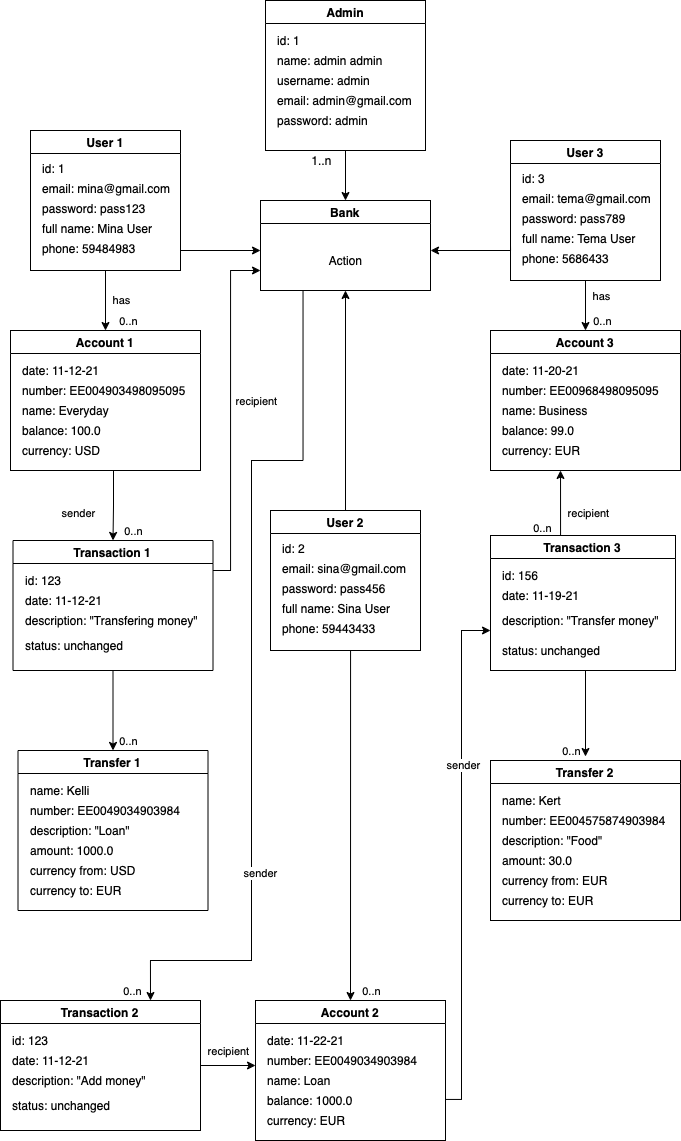 Admin
id: 1
name: admin admin
username: admin
email: admin@gmail.com
password: admin
1..n
User 1
id: 1
email: mina@gmail.com
password: pass123
full name: Mina User
phone: 59484983
User 3
id: 3
email: tema@gmail.com
password: pass789
full name: Tema User
phone: 5686433
Bank
Action
has
0..n
has
0..n
Account 1
date: 11-12-21
number: EE004903498095095
name: Everyday
balance: 100.0
currency: USD
recipient
Account 3
date: 11-20-21
number: EE00968498095095
name: Business
balance: 99.0
currency: EUR
sender
0..n
recipient
0..n
Transaction 1
id: 123
date: 11-12-21
description: "Transfering money"
status: unchanged
User 2
id: 2
email: sina@gmail.com
password: pass456
full name: Sina User
phone: 59443433
Transaction 3
id: 156
date: 11-19-21
description: "Transfer money"
status: unchanged
0..n
0..n
Transfer 1
name: Kelli
number: EE0049034903984
description: "Loan"
amount: 1000.0
currency from: USD
currency to: EUR
sender
sender
Transfer 2
name: Kert
number: EE004575874903984
description: "Food"
amount: 30.0
currency from: EUR
currency to: EUR
0..n
0..n
Transaction 2
id: 123
date: 11-12-21
description: "Add money"
status: unchanged
recipient
Account 2
date: 11-22-21
number: EE0049034903984
name: Loan
balance: 1000.0
currency: EUR